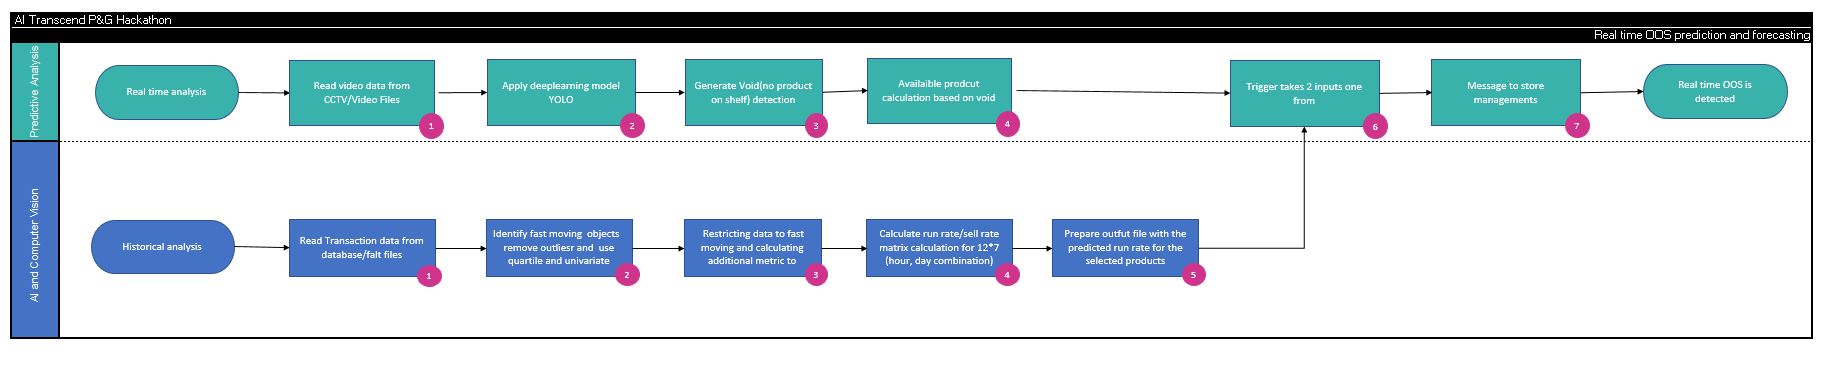 AI Transcend P&G Hackathon
Real time OOS prediction and forecasting
Predictive Analysis
Real time analysis
Read video data from
CCTV/Video Files
1
Apply deeplearning model
YOLO
2
Generate Void(no product
on shelf) detection
3
Availaible prodcut
calculation based on void
4
Trigger takes 2 inputs one
from
6
Message to store
managements
7
Real time OOS is
detected
AI and Computer Vision
Historical analysis
Read Transaction data from
database/falt files
1
Identify fast moving objects
remove outliesr and use
quartile and univariate
2
Restricting data to fast
moving and calculating
additional metric to
3
Calculate run rate/sell rate
matrix calculation for 12*7
(hour, day combination)
4
Prepare outfut file with the
predicted run rate for the
selected products
5